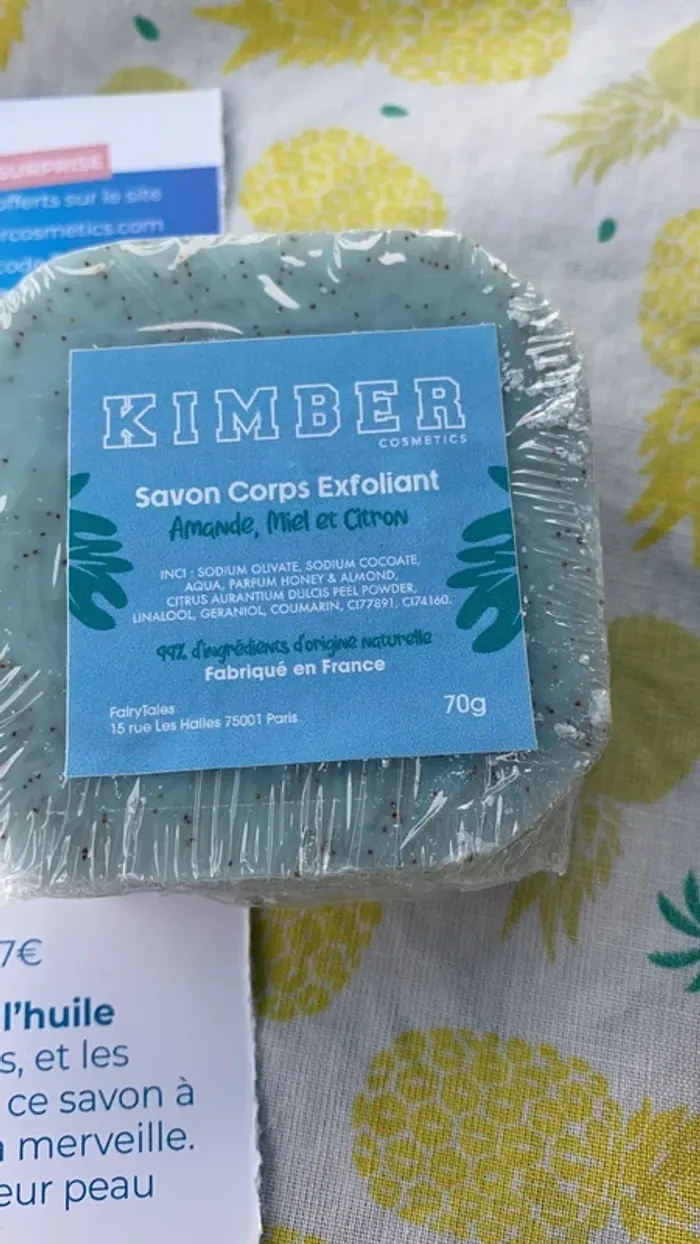 SURPRISE
offerts sur le site
rcosmetics.com
code
KIMBER
COSMETICS
Savon Corps Exfoliant
Amande, Miel et Citron
INCI : SODIUM OLIVATE, SODIUM COCOATE,
AQUA, PARFUM HONEY & ALMOND,
CITRUS AURANTIUM DULCIS PEEL POWDER,
LINALOOL, GERANIOL, COUMARIN, CI77891, CI74160.
99% d'ingrédients d'origine naturelle
Fabriqué en France
FairyTales
15 rue Les Halles 75001 Paris
70g
7€
l'huile
s, et les
ce savon à
merveille.
eur peau